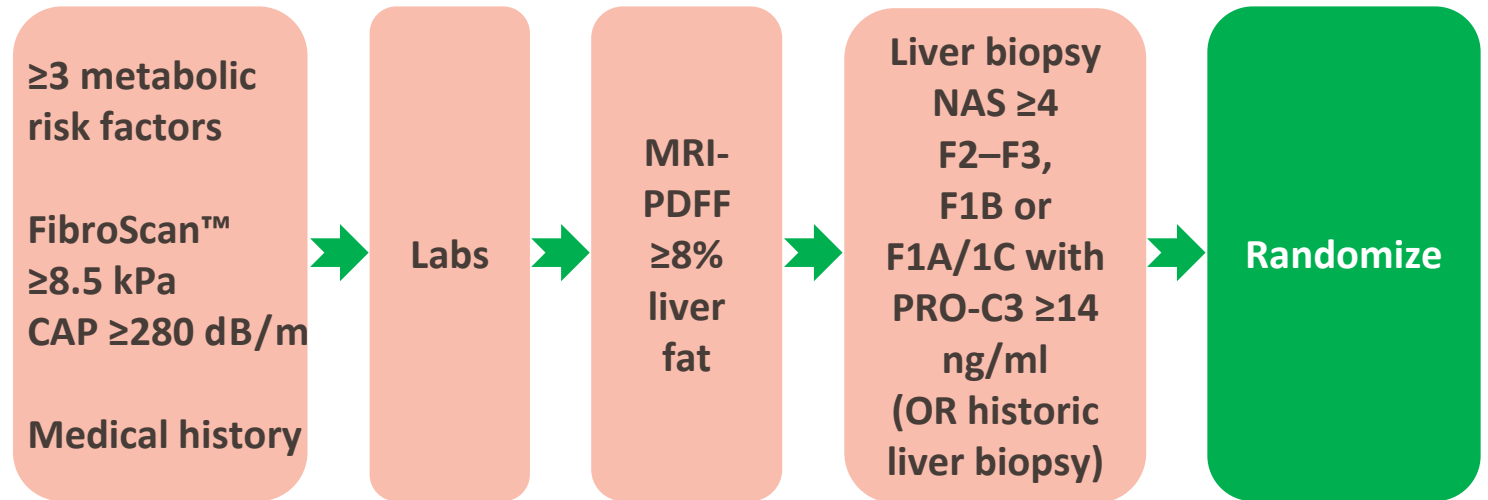 ≥3 metabolic
risk factors
FibroScan™
≥8.5 kPa
CAP ≥280 dB/m
Medical history
Labs
MRI-
PDFF
≥8%
liver
fat
Liver biopsy
NAS ≥4
F2–F3,
F1B or
F1A/1C with
PRO-C3 ≥14
ng/ml
(OR historic
liver biopsy)
Randomize